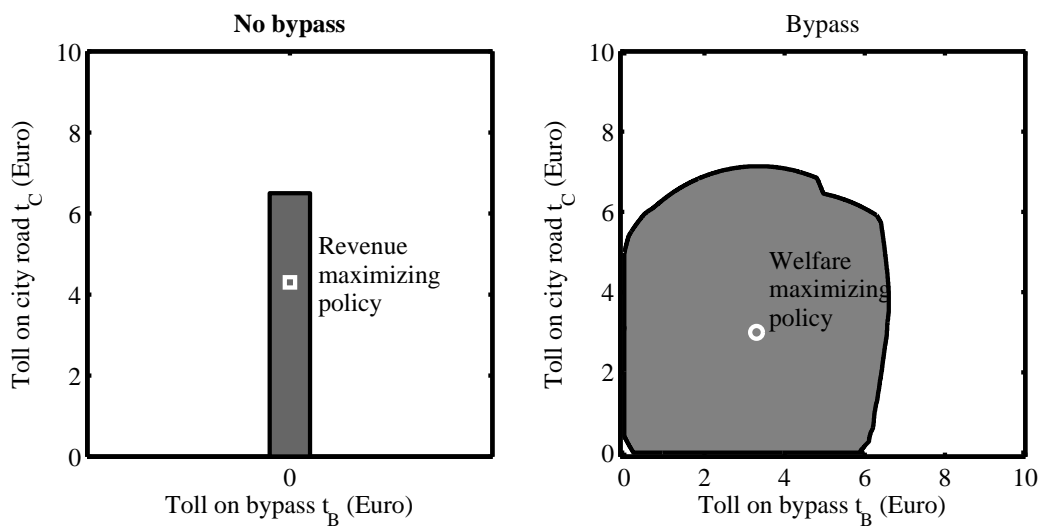 No bypass
10
8
6
4
2
0
0
Toll on city road t_C (Euro)
Toll on bypass t_B (Euro)
Revenue
maximizing
policy
Bypass
10
8
6
4
2
0
0
2
4
6
8
10
Toll on city road t_C (Euro)
Toll on bypass t_B (Euro)
Welfare
maximizing
policy